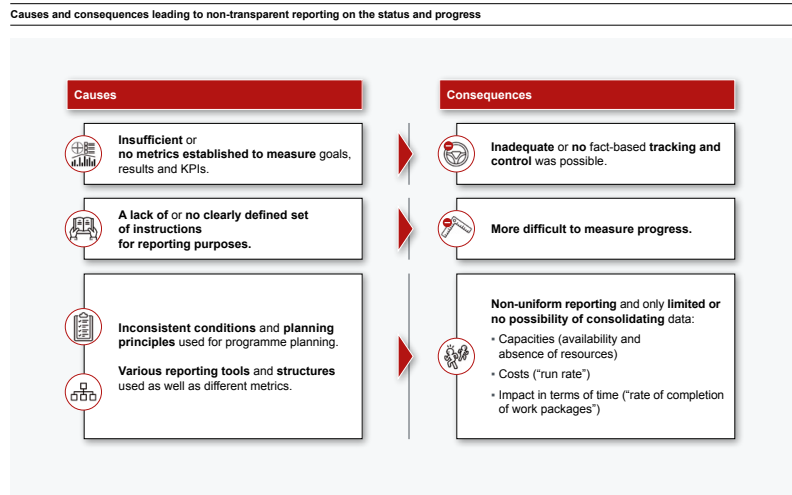 Causes and consequences leading to non-transparent reporting on the status and progress
Causes
Consequences
Insufficient or
no metrics established to measure goals,
results and KPIs.
Inadequate or no fact-based tracking and
control was possible.
A lack of or no clearly defined set
of instructions
for reporting purposes.
More difficult to measure progress.
Inconsistent conditions and planning
principles used for programme planning.
Various reporting tools and structures
used as well as different metrics.
Non-uniform reporting and only limited or
no possibility of consolidating data:
▪ Capacities (availability and
absence of resources)
▪ Costs (“run rate”)
▪ Impact in terms of time (“rate of completion
of work packages”)